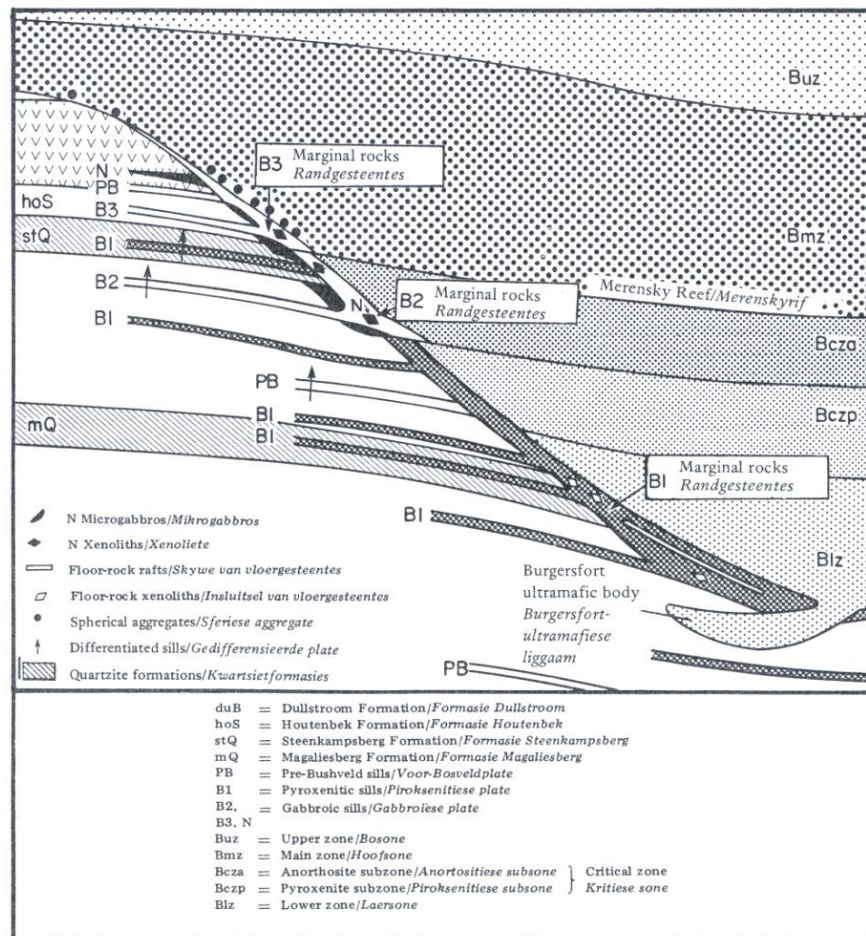 Buz
B3
Marginal rocks
Randgesteentes
N
PB
hoS
B3
stQ
B1
Bmz
B2
Merensky Reef/Merenskyrif
N
B2
Marginal rocks
Randgesteentes
B1
Bcza
PB
B1
mQ
B1
Bczp
Marginal rocks
B1
Randgesteentes
B1
Blz
N Microgabbros/Mikrogabbros
N Xenoliths/Xenoliete
Floor-rock rafts/Skywe van vloergesteentes
Floor-rock xenoliths/Insluitsel van vloergesteentes
Spherical aggregates/Sferiese aggregate
Differentiated sills/Gedifferensieerde plate
Quartzite formations/Kwartsietformasies
Burgersfort
ultramafic body
Burgersfort-
ultramafiese
liggaam
PB
duB = Dullstroom Formation/Formasie Dullstroom
hoS = Houtenbek Formation/Formasie Houtenbek
stQ = Steenkampsberg Formation/Formasie Steenkampsberg
mQ = Magaliesberg Formation/Formasie Magaliesberg
PB = Pre-Bushveld sills/Voor-Bosveldplate
B1 = Pyroxenitic sills/Piroksenitiese plate
B2, = Gabbroic sills/Gabbroïese plate
B3, N
Buz = Upper zone/Bosone
Bmz = Main zone/Hoofsone
Bcza = Anorthosite subzone/Anortositiese subsone } Critical zone
Bczp = Pyroxenite subzone/Piroksenitiese subsone } Kritiese sone
Blz = Lower zone/Laersone